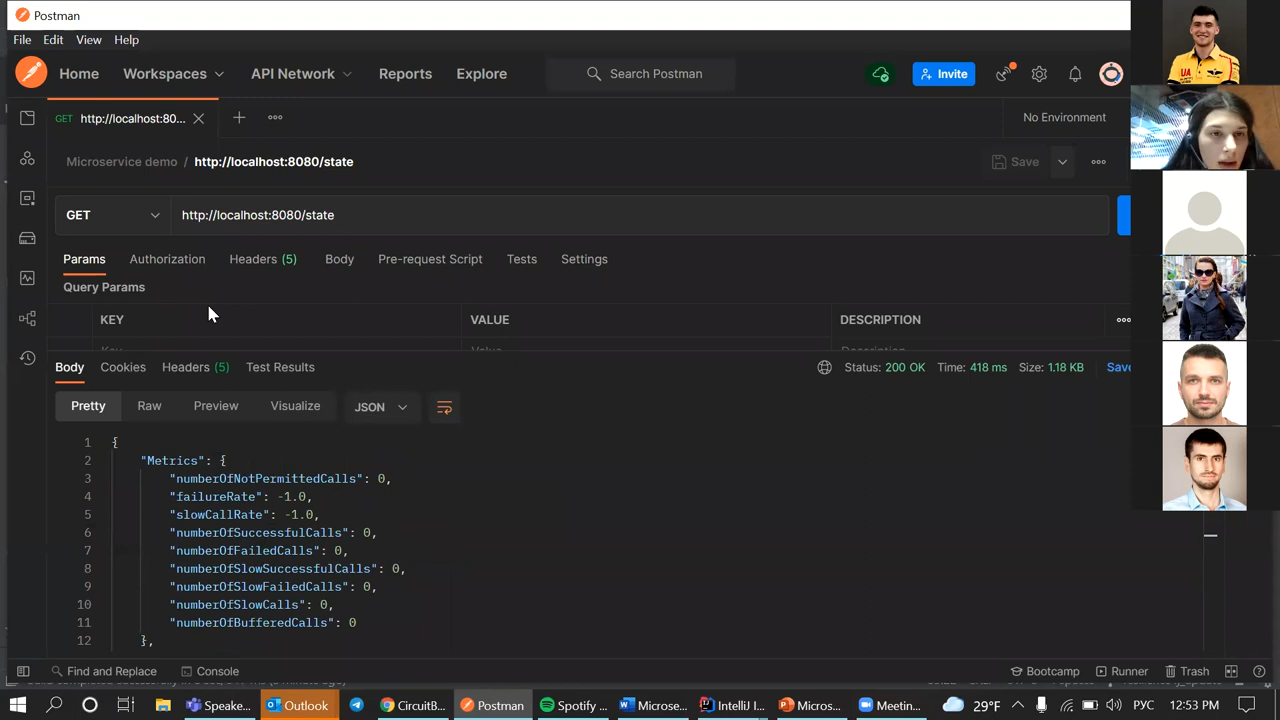 Postman
File Edit View Help
Home Workspaces API Network Reports Explore Search Postman Invite
GET http://localhost:80... No Environment
Microservice demo / http://localhost:8080/state Save
GET http://localhost:8080/state
Params Authorization Headers (5) Body Pre-request Script Tests Settings
Query Params
KEY VALUE DESCRIPTION
Key Value Description
Body Cookies Headers (5) Test Results Status: 200 OK Time: 418 ms Size: 1.18 KB Save
Pretty Raw Preview Visualize JSON
1 {
2 "Metrics": {
3 "numberOfNotPermittedCalls": 0,
4 "failureRate": -1.0,
5 "slowCallRate": -1.0,
6 "numberOfSuccessfulCalls": 0,
7 "numberOfFailedCalls": 0,
8 "numberOfSlowSuccessfulCalls": 0,
9 "numberOfSlowFailedCalls": 0,
10 "numberOfSlowCalls": 0,
11 "numberOfBufferedCalls": 0
12 },
UA
Find and Replace Console Bootcamp Runner Trash
Speake... Outlook CircuitB... Postman Spotify ... Microso... IntelliJ I... Micros... Meetin... 29°F РУС 12:53 PM